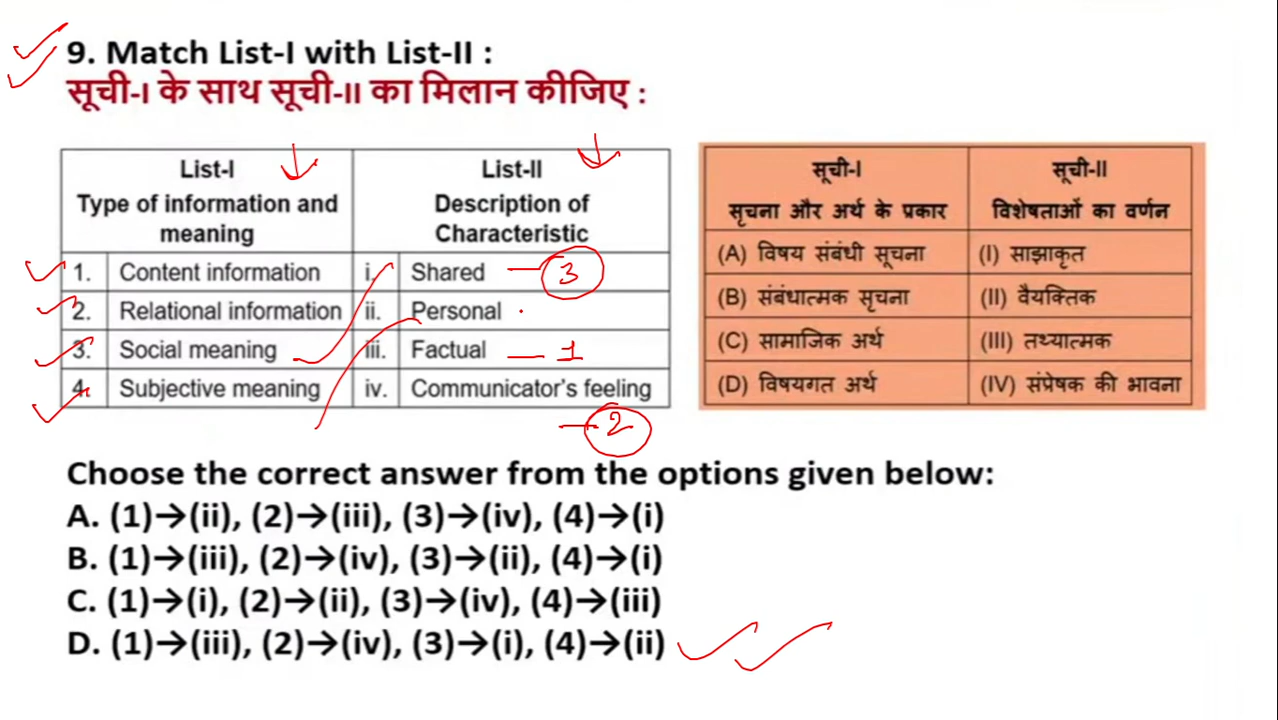 9. Match List-I with List-II :
सूची-I के साथ सूची-II का मिलान कीजिए :
List-I List-II
Type of information and meaning Description of Characteristic
1. Content information i. Shared — 3
2. Relational information ii. Personal
3. Social meaning iii. Factual — 1
4. Subjective meaning iv. Communicator's feeling
— 2
सूची-I सूची-II
सूचना और अर्थ के प्रकार विशेषताओं का वर्णन
(A) विषय संबंधी सूचना (I) साझाकृत
(B) संबंधात्मक सूचना (II) वैयक्तिक
(C) सामाजिक अर्थ (III) तथ्यात्मक
(D) विषयगत अर्थ (IV) संप्रेषक की भावना
Choose the correct answer from the options given below:
A. (1)→(ii), (2)→(iii), (3)→(iv), (4)→(i)
B. (1)→(iii), (2)→(iv), (3)→(ii), (4)→(i)
C. (1)→(i), (2)→(ii), (3)→(iv), (4)→(iii)
D. (1)→(iii), (2)→(iv), (3)→(i), (4)→(ii)